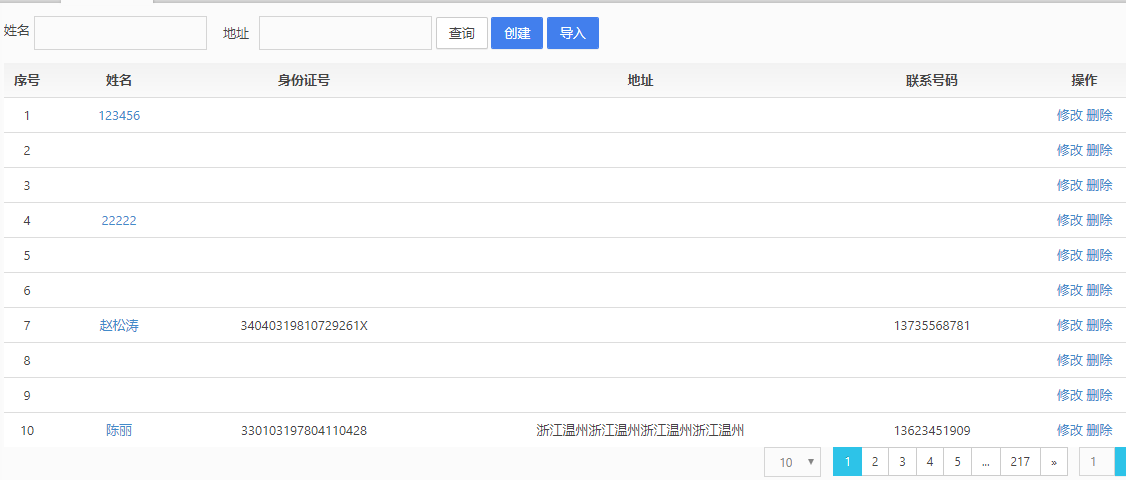 姓名 地址 查询 创建 导入
序号 姓名 身份证号 地址 联系号码 操作
1 123456 修改 删除
2 修改 删除
3 修改 删除
4 22222 修改 删除
5 修改 删除
6 修改 删除
7 赵松涛 34040319810729261X 13735568781 修改 删除
8 修改 删除
9 修改 删除
10 陈丽 330103197804110428 浙江温州浙江温州浙江温州浙江温州 13623451909 修改 删除
10 1 2 3 4 5 ... 217 » 1